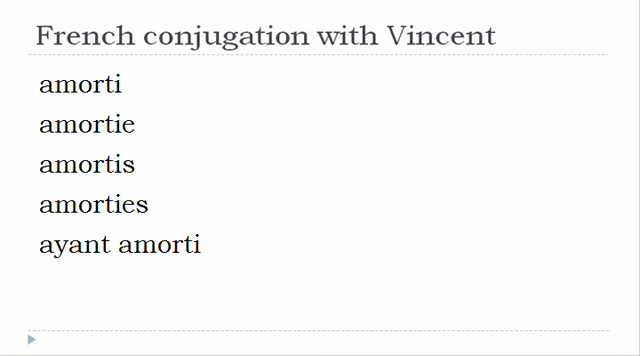 French conjugation with Vincent
amorti
amortie
amortis
amorties
ayant amorti